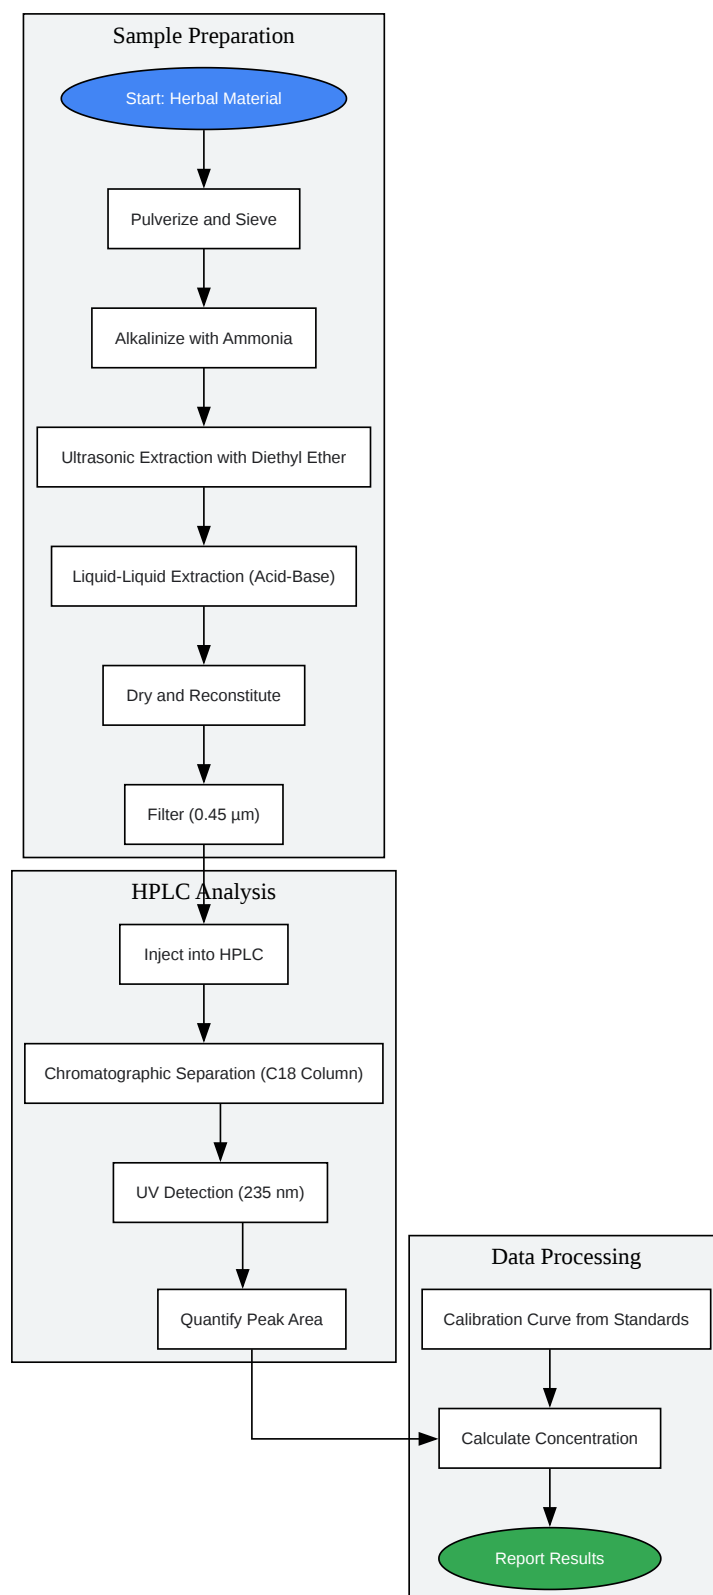 Sample Preparation
Start: Herbal Material
Pulverize and Sieve
Alkalinize with Ammonia
Ultrasonic Extraction with Diethyl Ether
Liquid-Liquid Extraction (Acid-Base)
Dry and Reconstitute
Filter (0.45 µm)
HPLC Analysis
Inject into HPLC
Chromatographic Separation (C18 Column)
UV Detection (235 nm)
Quantify Peak Area
Data Processing
Calibration Curve from Standards
Calculate Concentration
Report Results